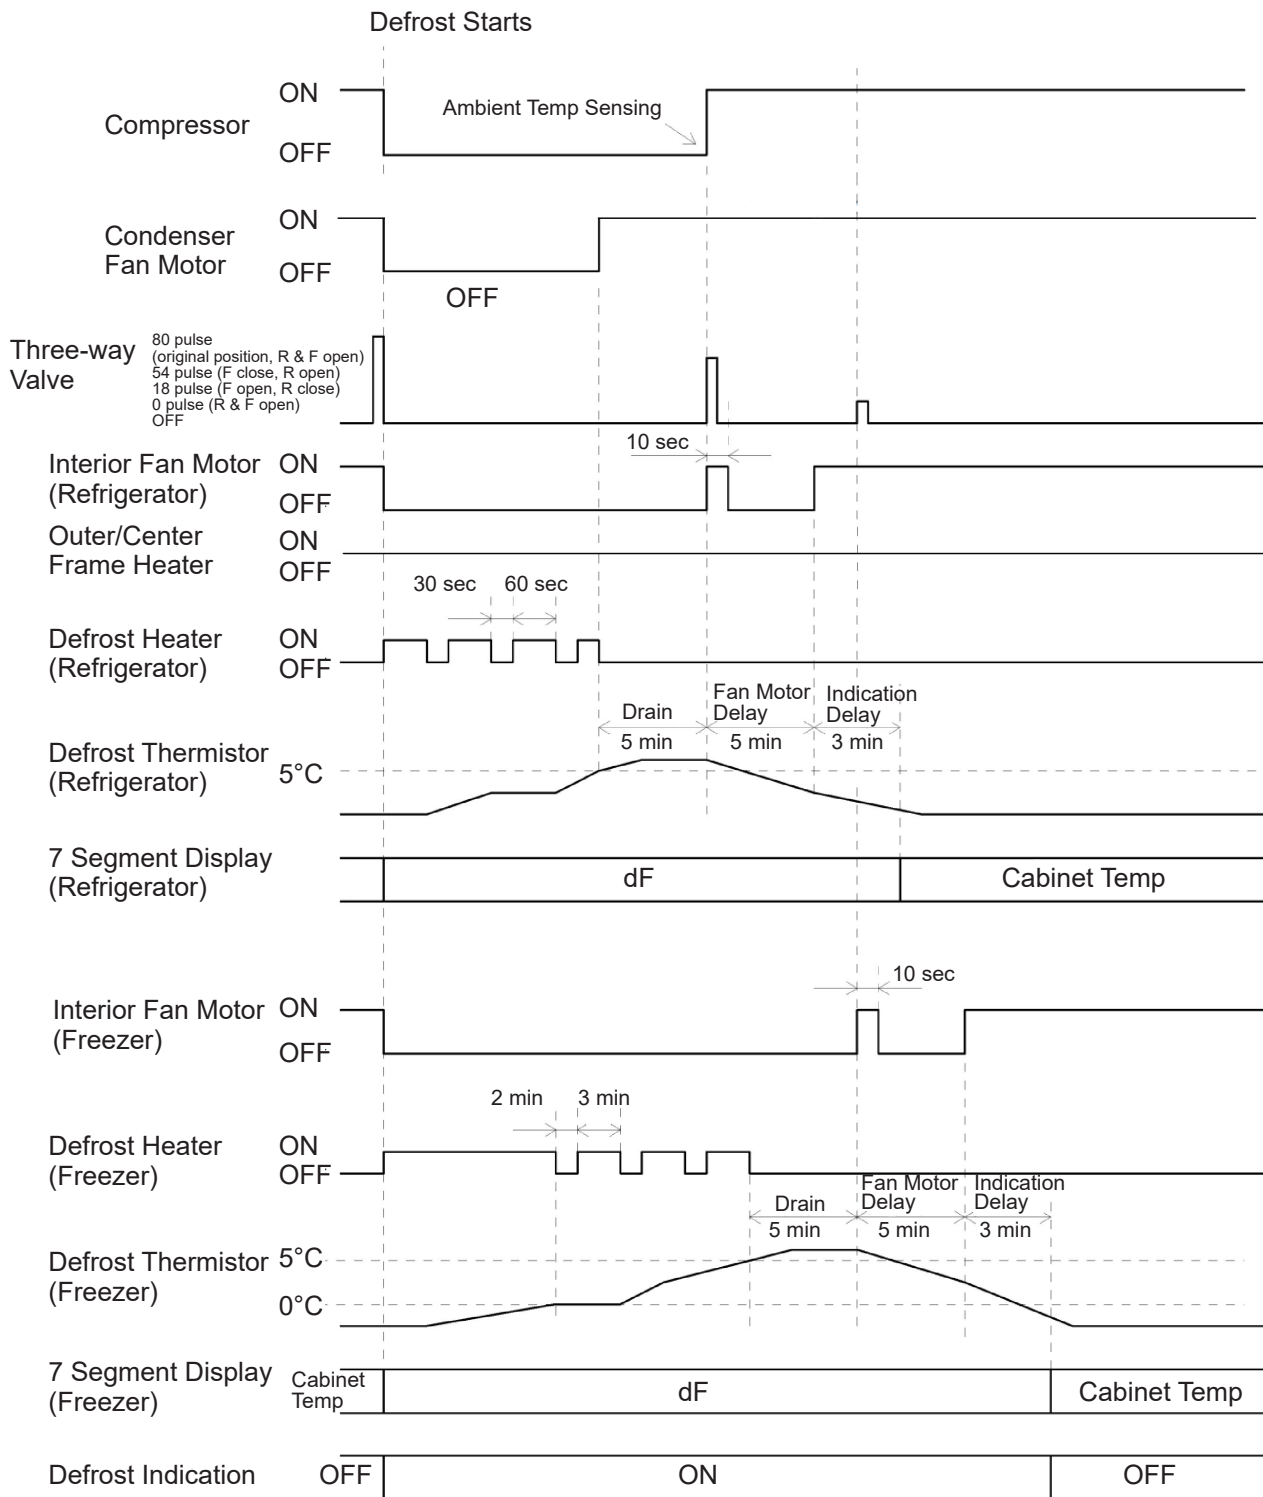 Defrost Starts
ON
Ambient Temp Sensing
Compressor
OFF
ON
Condenser
Fan Motor
OFF
OFF
Three-way
Valve
80 pulse
(original position, R & F open)
54 pulse (F close, R open)
18 pulse (F open, R close)
0 pulse (R & F open)
OFF
10 sec
Interior Fan Motor
(Refrigerator)
ON
OFF
Outer/Center
Frame Heater
ON
OFF
30 sec
60 sec
Defrost Heater
(Refrigerator)
ON
OFF
Drain
5 min
Fan Motor
Delay
5 min
Indication
Delay
3 min
Defrost Thermistor
(Refrigerator)
5°C
7 Segment Display
(Refrigerator)
dF
Cabinet Temp
10 sec
Interior Fan Motor
(Freezer)
ON
OFF
2 min
3 min
Defrost Heater
(Freezer)
ON
OFF
Drain
5 min
Fan Motor
Delay
5 min
Indication
Delay
3 min
Defrost Thermistor
(Freezer)
5°C
0°C
7 Segment Display
(Freezer)
Cabinet
Temp
dF
Cabinet Temp
Defrost Indication
OFF
ON
OFF